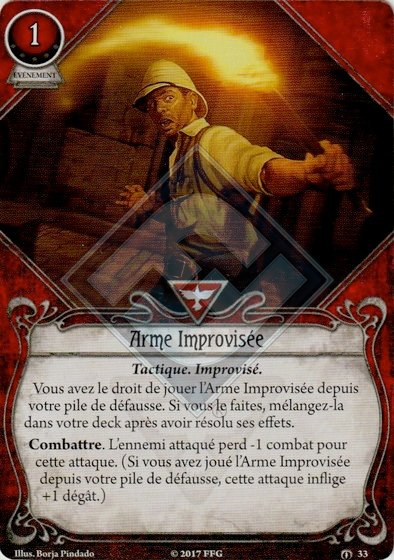 1
EVÉNEMENT
Arme Improvisée
Tactique. Improvisé.
Vous avez le droit de jouer l'Arme Improvisée depuis
votre pile de défausse. Si vous le faites, mélangez-la
dans votre deck après avoir résolu ses effets.
Combattre. L'ennemi attaqué perd -1 combat pour
cette attaque. (Si vous avez joué l'Arme Improvisée
depuis votre pile de défausse, cette attaque inflige
+1 dégât.)
Illus. Borja Pindado © 2017 FFG 33